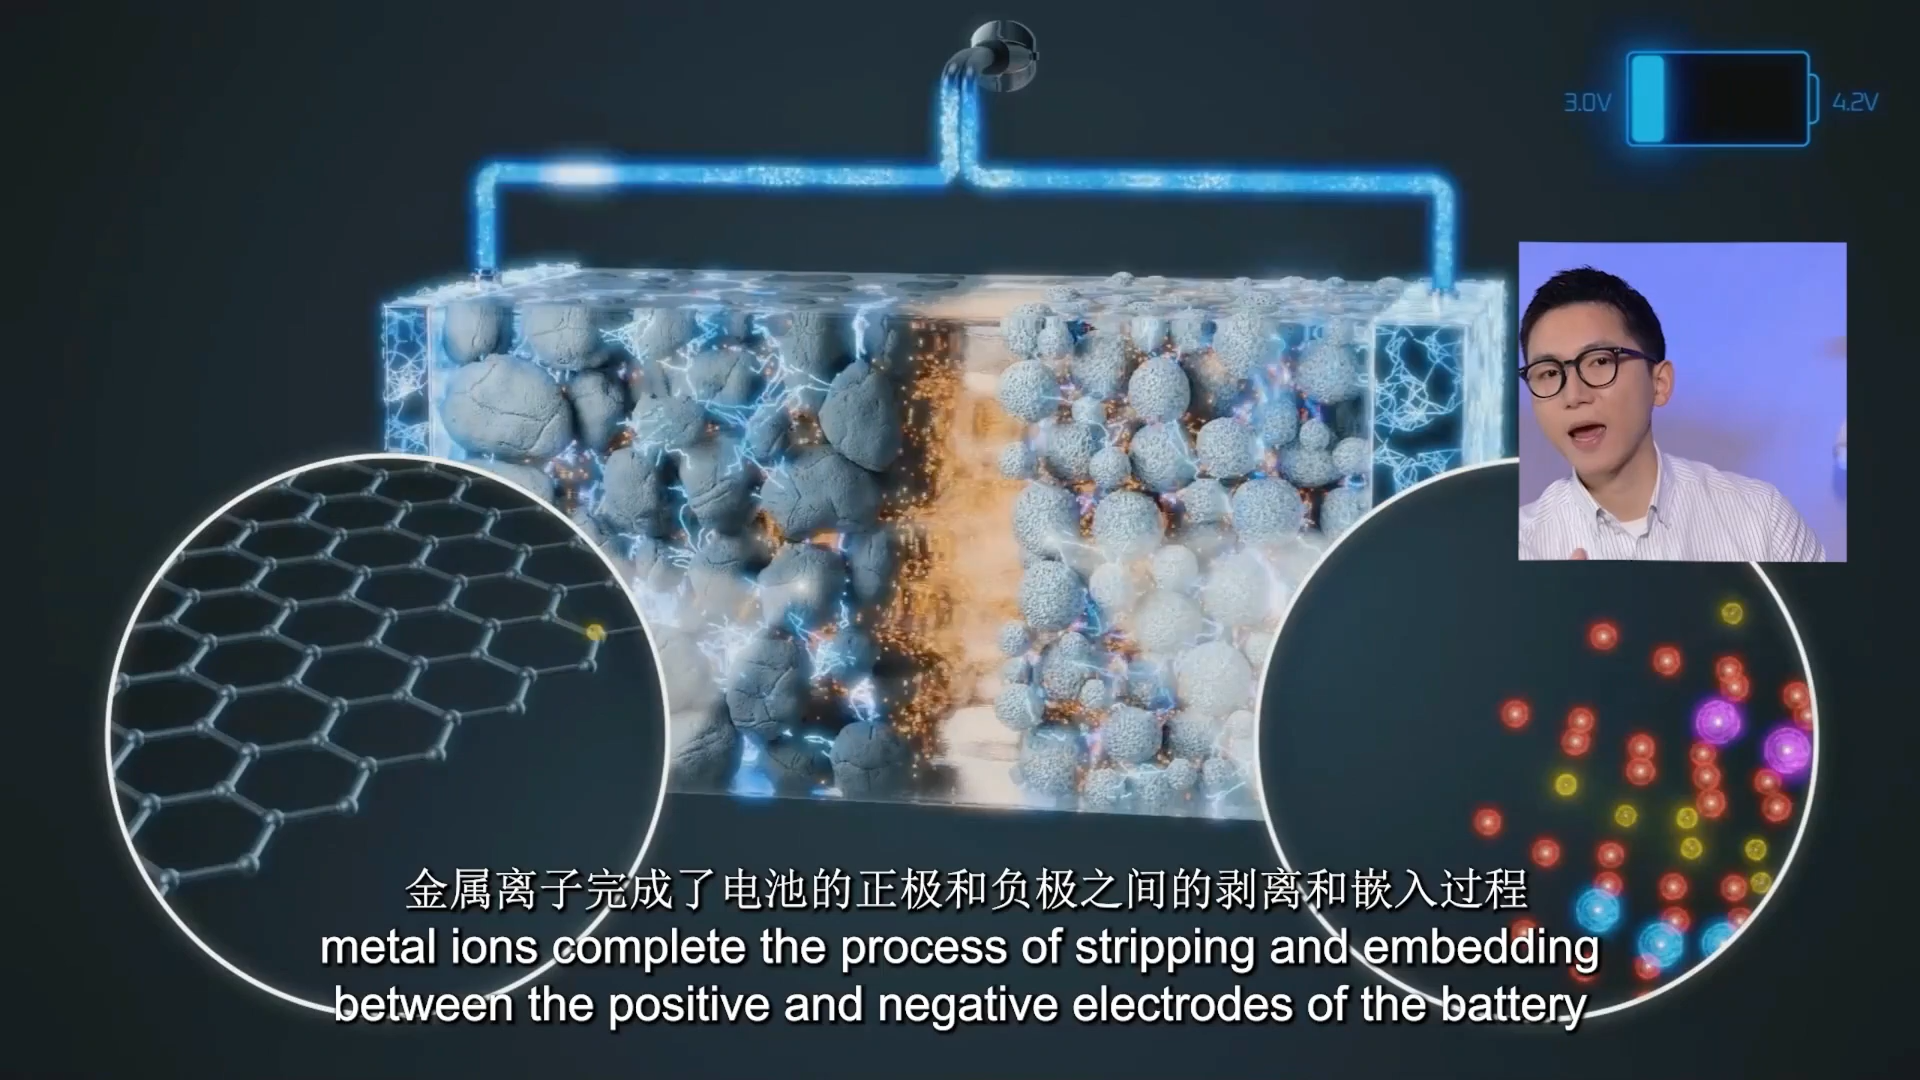 3.0V
4.2V
金属离子完成了电池的正极和负极之间的剥离和嵌入过程
metal ions complete the process of stripping and embedding
between the positive and negative electrodes of the battery